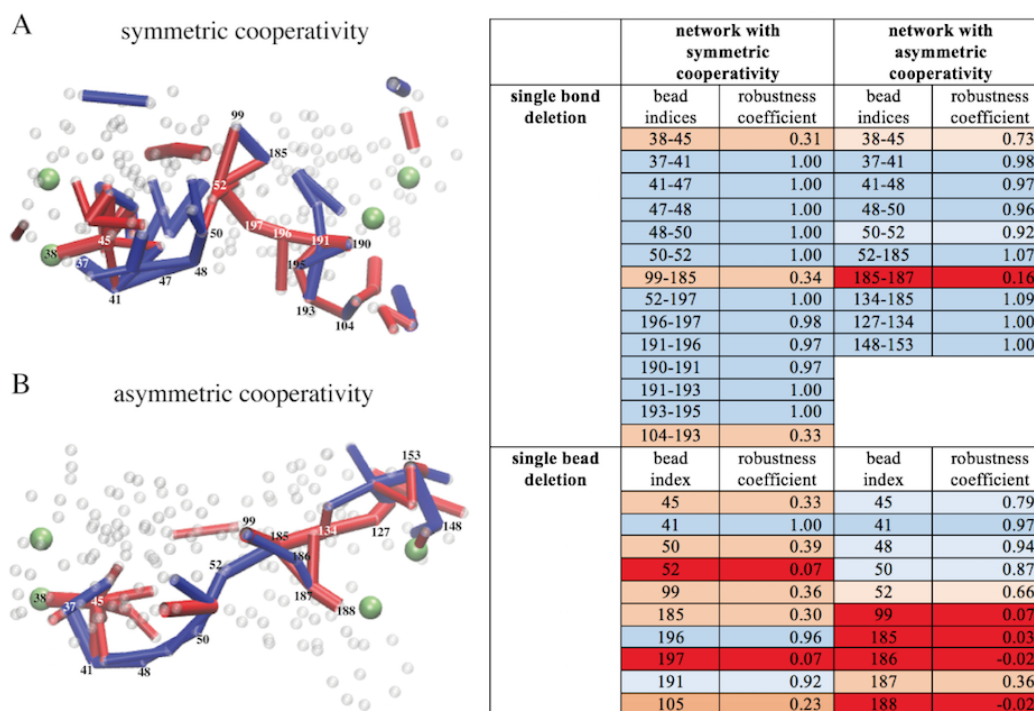 A
symmetric cooperativity
99
185
52
197
196
191
190
50
45
38
37
195
48
47
41
193
104
B
asymmetric cooperativity
153
99
185
134
127
148
186
52
38
37
45
187
188
50
41
48
network with symmetric cooperativity network with asymmetric cooperativity
single bond deletion bead indices robustness coefficient bead indices robustness coefficient
38-45 0.31 38-45 0.73
37-41 1.00 37-41 0.98
41-47 1.00 41-48 0.97
47-48 1.00 48-50 0.96
48-50 1.00 50-52 0.92
50-52 1.00 52-185 1.07
99-185 0.34 185-187 0.16
52-197 1.00 134-185 1.09
196-197 0.98 127-134 1.00
191-196 0.97 148-153 1.00
190-191 0.97
191-193 1.00
193-195 1.00
104-193 0.33
single bead deletion bead index robustness coefficient bead index robustness coefficient
45 0.33 45 0.79
41 1.00 41 0.97
50 0.39 48 0.94
52 0.07 50 0.87
99 0.36 52 0.66
185 0.30 99 0.07
196 0.96 185 0.03
197 0.07 186 -0.02
191 0.92 187 0.36
105 0.23 188 -0.02